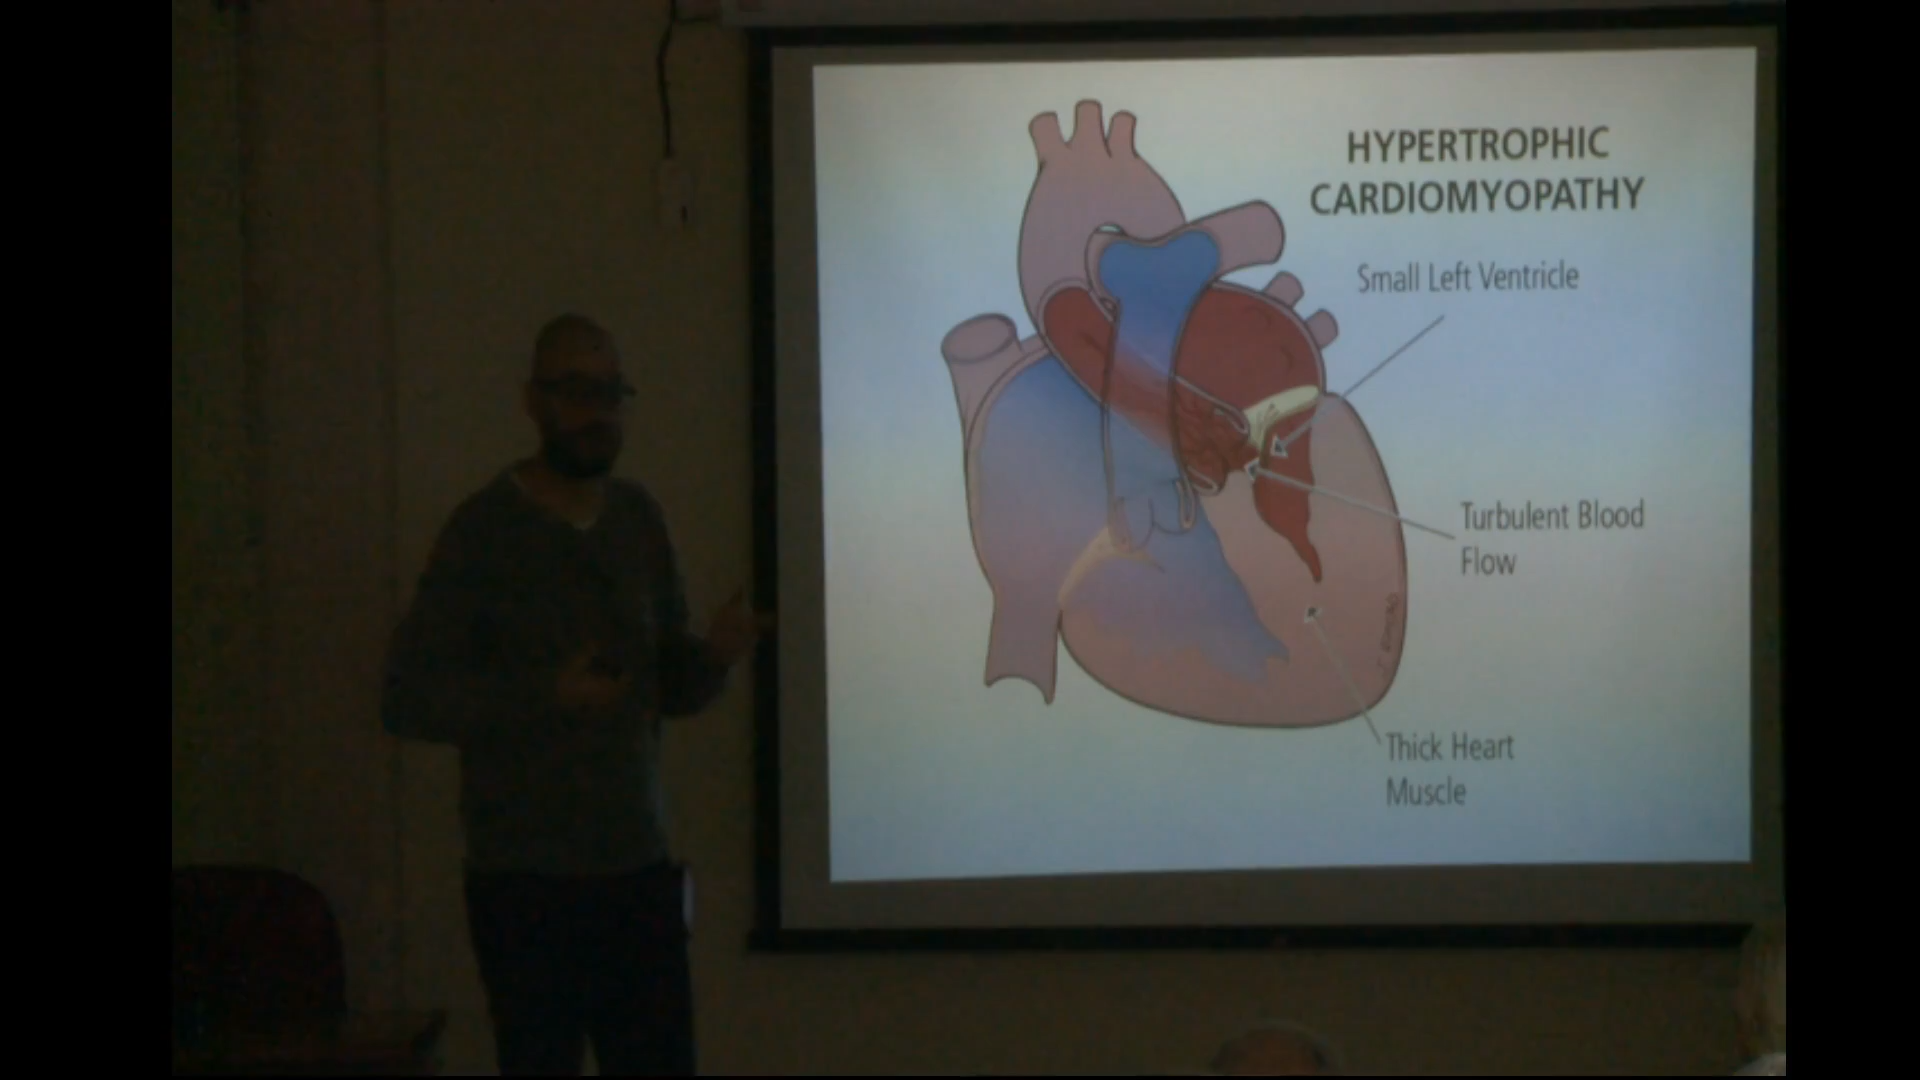 HYPERTROPHIC
CARDIOMYOPATHY
Small Left Ventricle
Turbulent Blood
Flow
Thick Heart
Muscle